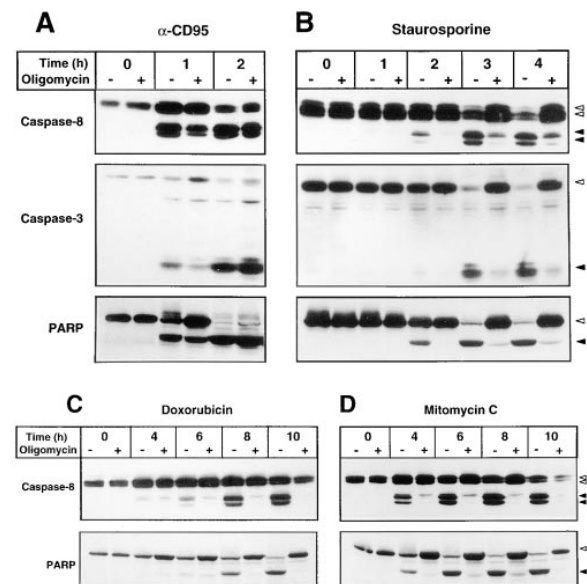 A
α-CD95
Time (h) 0 1 2
Oligomycin - + - + - +
Caspase-8
Caspase-3
PARP
B
Staurosporine
0 1 2 3 4
- + - + - + - + - +
C
Doxorubicin
Time (h) 0 4 6 8 10
Oligomycin - + - + - + - + - +
Caspase-8
PARP
D
Mitomycin C
0 4 6 8 10
- + - + - + - + - +